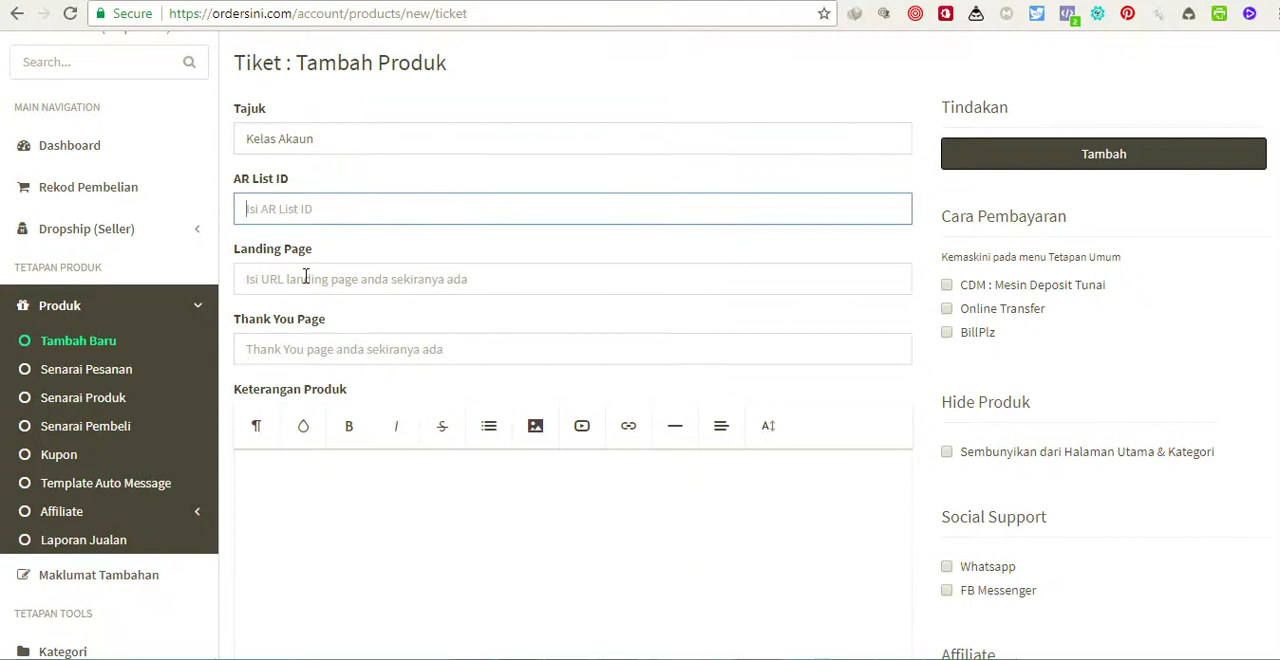 Secure
https://ordersini.com/account/products/new/ticket
2
Search...
MAIN NAVIGATION
Dashboard
Rekod Pembelian
Dropship (Seller)
TETAPAN PRODUK
Produk
Tambah Baru
Senarai Pesanan
Senarai Produk
Senarai Pembeli
Kupon
Template Auto Message
Affiliate
Laporan Jualan
Maklumat Tambahan
TETAPAN TOOLS
Kategori
Tiket : Tambah Produk
Tajuk
Kelas Akaun
AR List ID
Isi AR List ID
Landing Page
Isi URL landing page anda sekiranya ada
Thank You Page
Thank You page anda sekiranya ada
Keterangan Produk
Tindakan
Tambah
Cara Pembayaran
Kemaskini pada menu Tetapan Umum
CDM : Mesin Deposit Tunai
Online Transfer
BillPlz
Hide Produk
Sembunyikan dari Halaman Utama & Kategori
Social Support
Whatsapp
FB Messenger
Affiliate